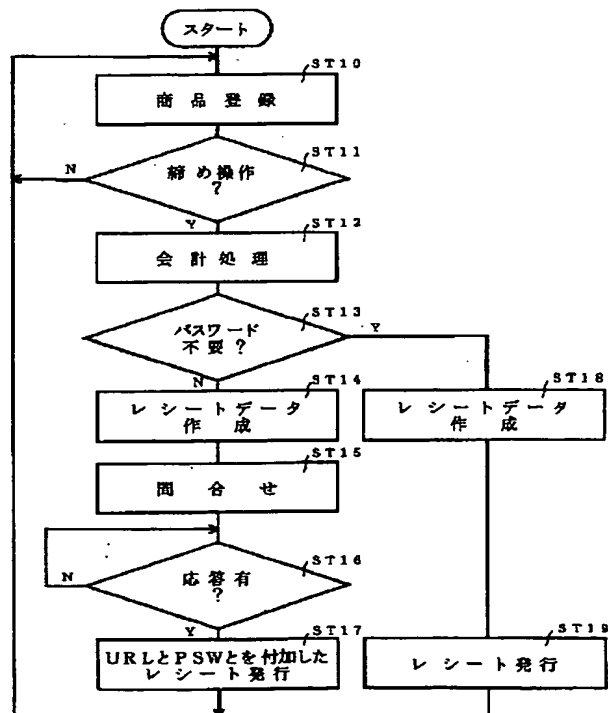 スタート
ST10
商品登録
ST11
締め操作
?
N
Y
ST12
会計処理
ST13
パスワード
不要?
Y
N
ST14
レシートデータ
作成
ST18
レシートデータ
作成
ST15
問合せ
ST16
応答有
?
N
Y
ST17
URLとPSWとを付加した
レシート発行
ST19
レシート発行